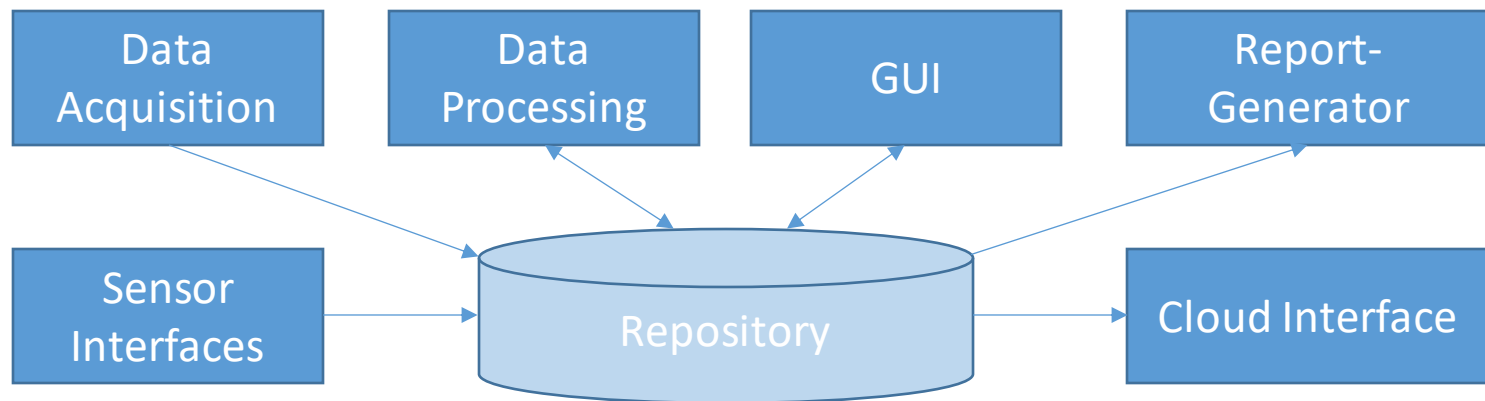 Data
Acquisition
Data
Processing
GUI
Report-
Generator
Sensor
Interfaces
Repository
Cloud Interface